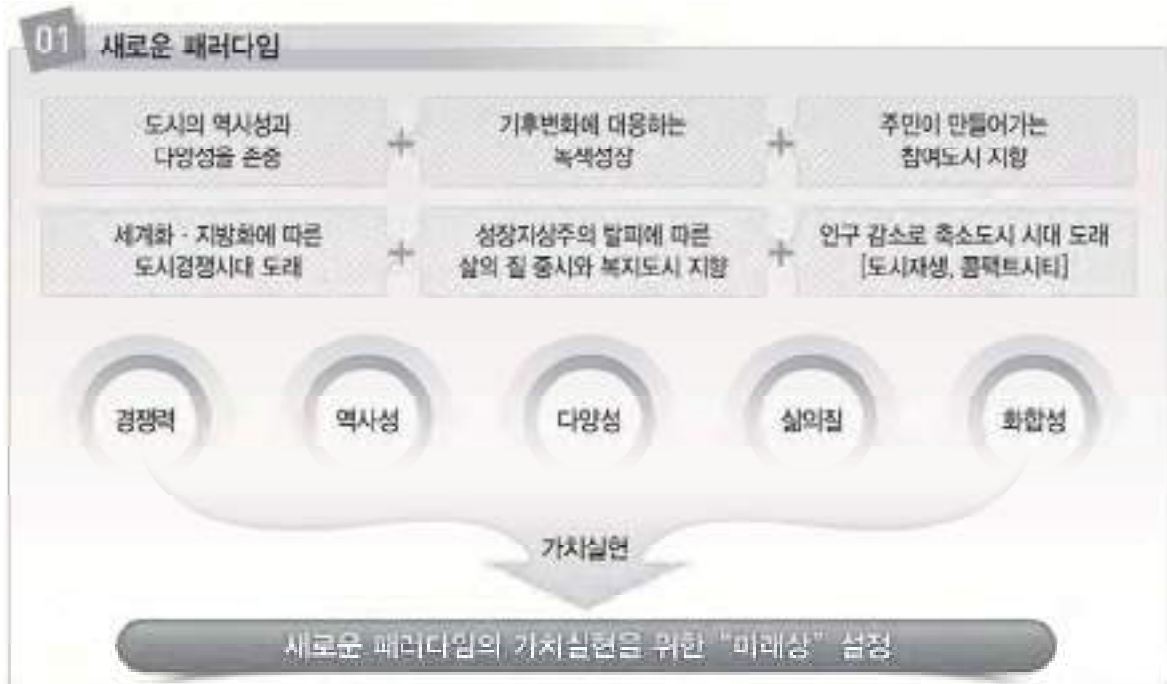 01 새로운 패러다임
도시의 역사성과
다양성을 존중
+
기후변화에 대응하는
녹색성장
+
주민이 만들어가는
참여도시 지향
세계화 · 지방화에 따른
도시경쟁시대 도래
+
성장지상주의 탈피에 따른
삶의 질 중시와 복지도시 지향
+
인구 감소로 축소도시 시대 도래
[도시재생, 콤팩트시티]
경쟁력
역사성
다양성
삶의질
화합성
가치실현
새로운 패러다임의 가치실현을 위한 "미래상" 설정